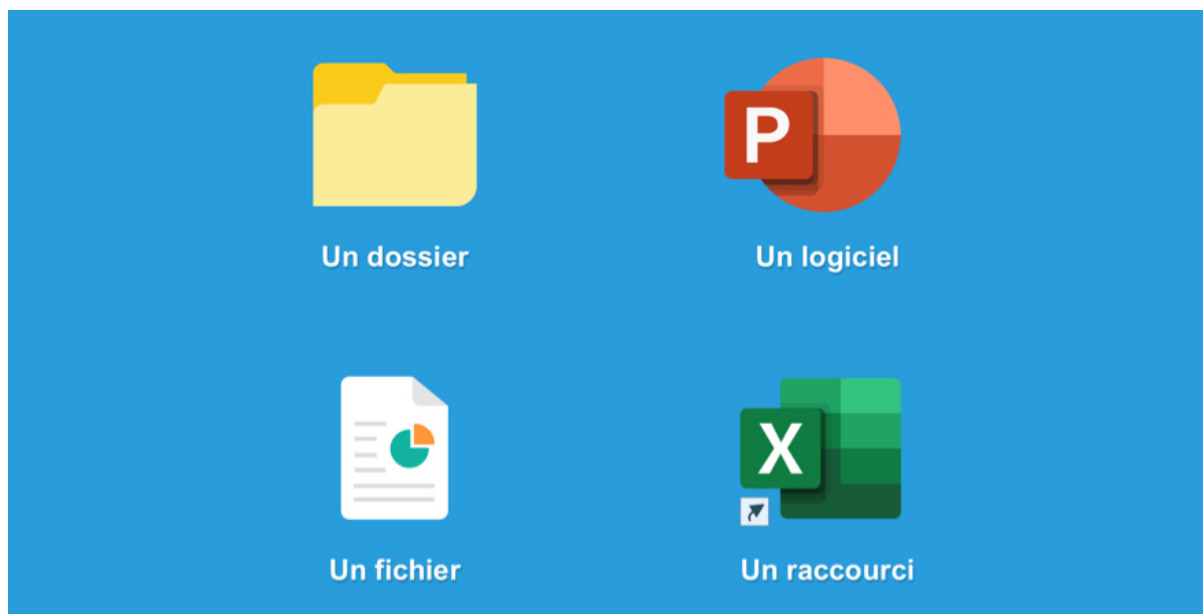 P
Un dossier
Un logiciel
X
Un fichier
Un raccourci